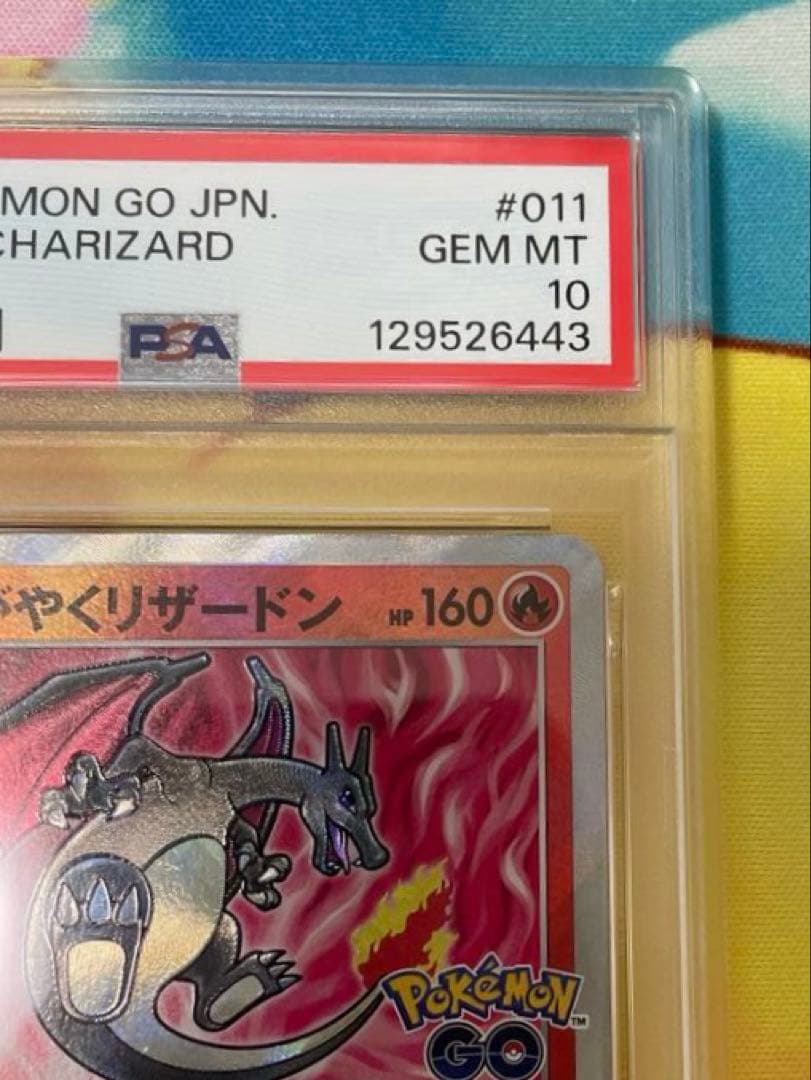 MON GO JPN. #011
CHARIZARD GEM MT
10
PSA 129526443
やくリザードン HP 160
POKÉMON™
GO